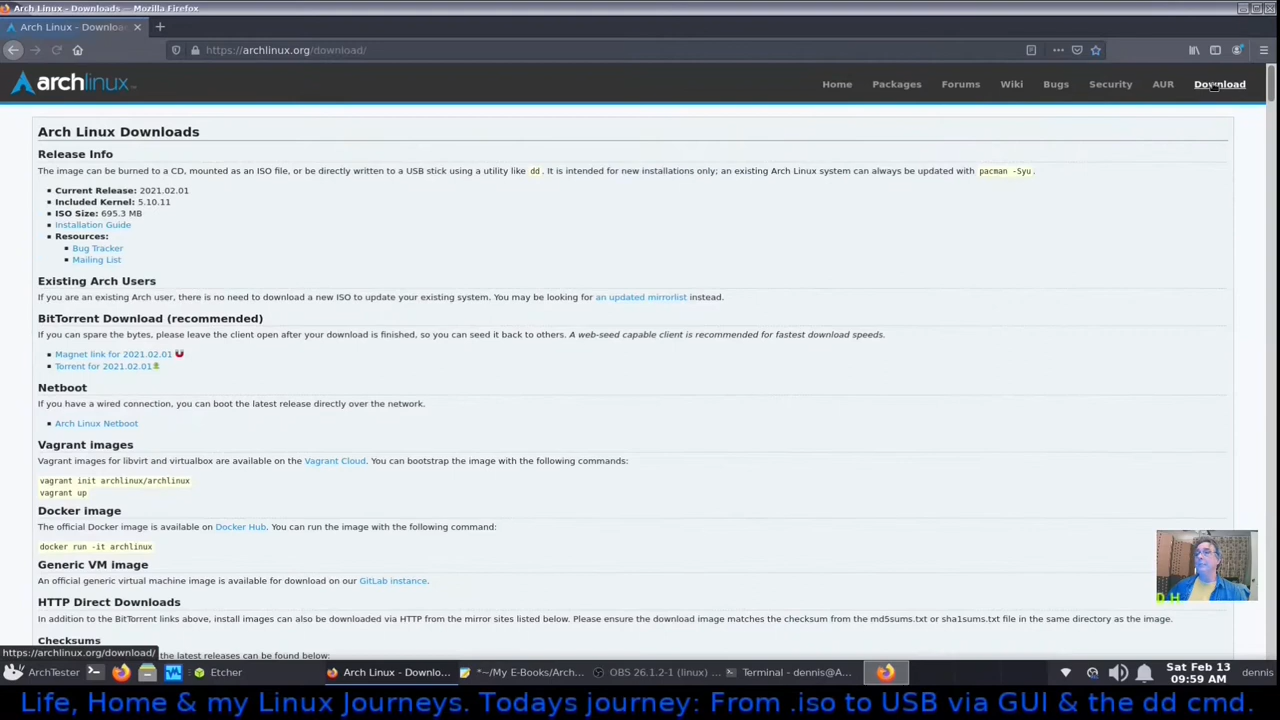 Arch Linux - Downloads — Mozilla Firefox
Arch Linux - Downloa
https://archlinux.org/download/
archlinux
Home Packages Forums Wiki Bugs Security AUR Download
Arch Linux Downloads
Release Info
The image can be burned to a CD, mounted as an ISO file, or be directly written to a USB stick using a utility like dd. It is intended for new installations only; an existing Arch Linux system can always be updated with pacman -Syu.
Current Release: 2021.02.01
Included Kernel: 5.10.11
ISO Size: 695.3 MB
Installation Guide
Resources:
Bug Tracker
Mailing List
Existing Arch Users
If you are an existing Arch user, there is no need to download a new ISO to update your existing system. You may be looking for an updated mirrorlist instead.
BitTorrent Download (recommended)
If you can spare the bytes, please leave the client open after your download is finished, so you can seed it back to others. A web-seed capable client is recommended for fastest download speeds.
Magnet link for 2021.02.01
Torrent for 2021.02.01
Netboot
If you have a wired connection, you can boot the latest release directly over the network.
Arch Linux Netboot
Vagrant images
Vagrant images for libvirt and virtualbox are available on the Vagrant Cloud. You can bootstrap the image with the following commands:
vagrant init archlinux/archlinux
vagrant up
Docker image
The official Docker image is available on Docker Hub. You can run the image with the following command:
docker run -it archlinux
Generic VM image
An official generic virtual machine image is available for download on our GitLab instance.
HTTP Direct Downloads
In addition to the BitTorrent links above, install images can also be downloaded via HTTP from the mirror sites listed below. Please ensure the download image matches the checksum from the md5sums.txt or sha1sums.txt file in the same directory as the image.
Checksums
https://archlinux.org/download/ the latest releases can be found below:
D H
ArchTester Etcher Arch Linux - Downlo... *~/My E-Books/Arch... OBS 26.1.2-1 (linux) ... Terminal - dennis@A... Sat Feb 13 dennis
09:59 AM
Life, Home & my Linux Journeys. Todays journey: From .iso to USB via GUI & the dd cmd.